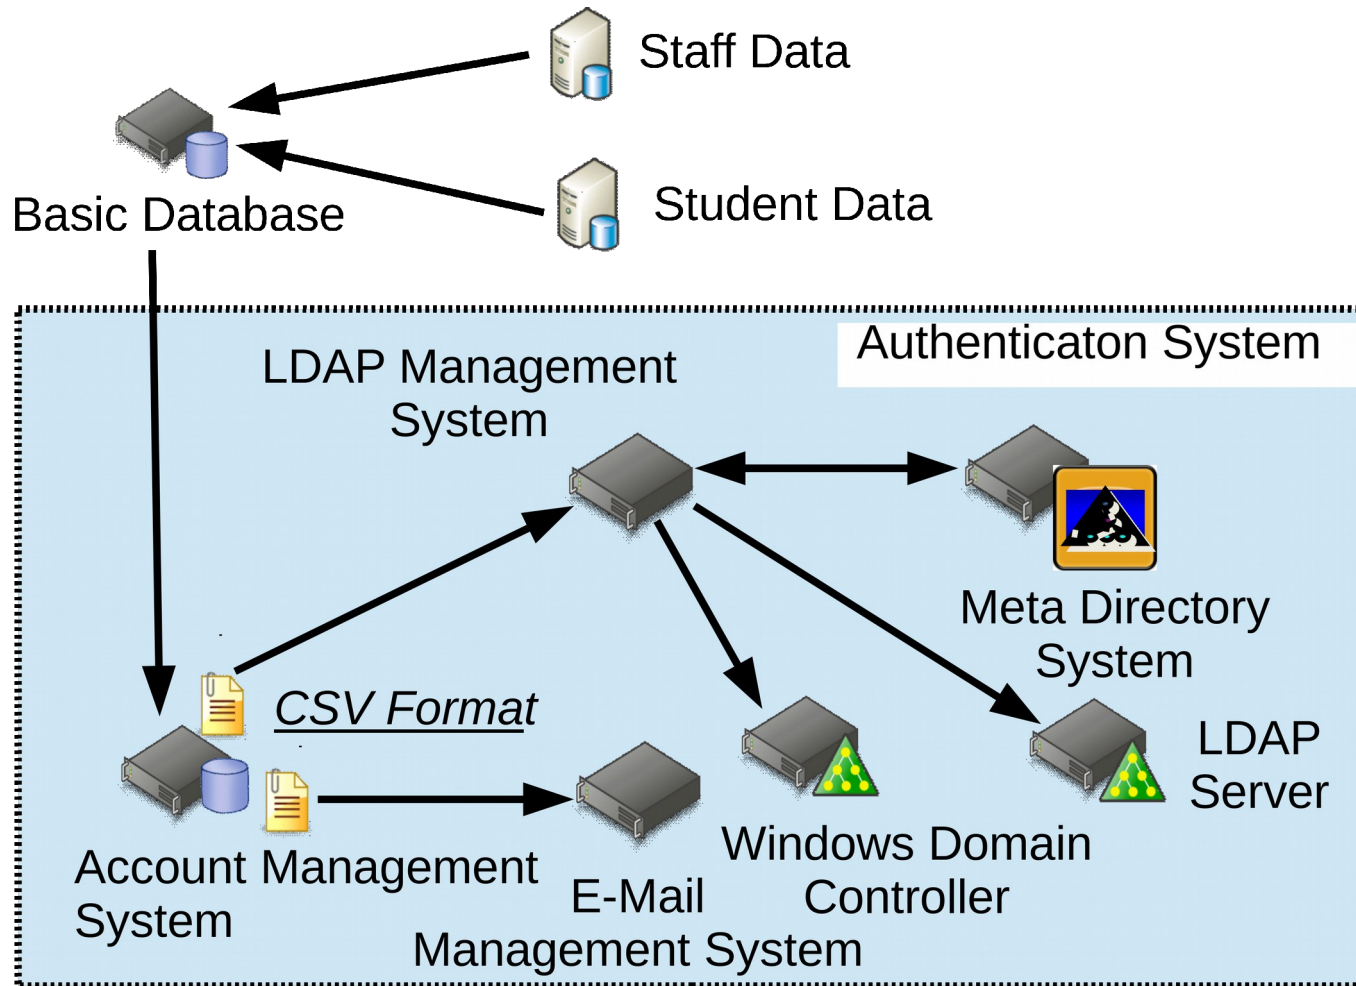 Staff Data
Student Data
Basic Database
Authenticaton System
LDAP Management
System
Meta Directory
System
CSV Format
LDAP
Server
Windows Domain
Controller
Account Management
System
E-Mail
Management System